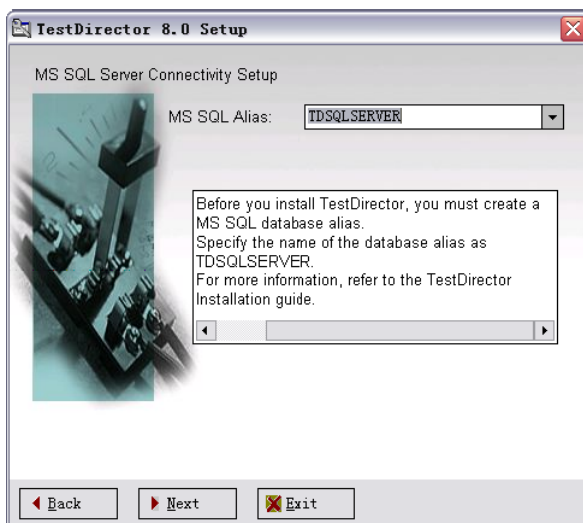 TestDirector 8.0 Setup
MS SQL Server Connectivity Setup
MS SQL Alias: TDSQLSERVER
Before you install TestDirector, you must create a
MS SQL database alias.
Specify the name of the database alias as
TDSQLSERVER.
For more information, refer to the TestDirector
Installation guide.
Back Next Exit